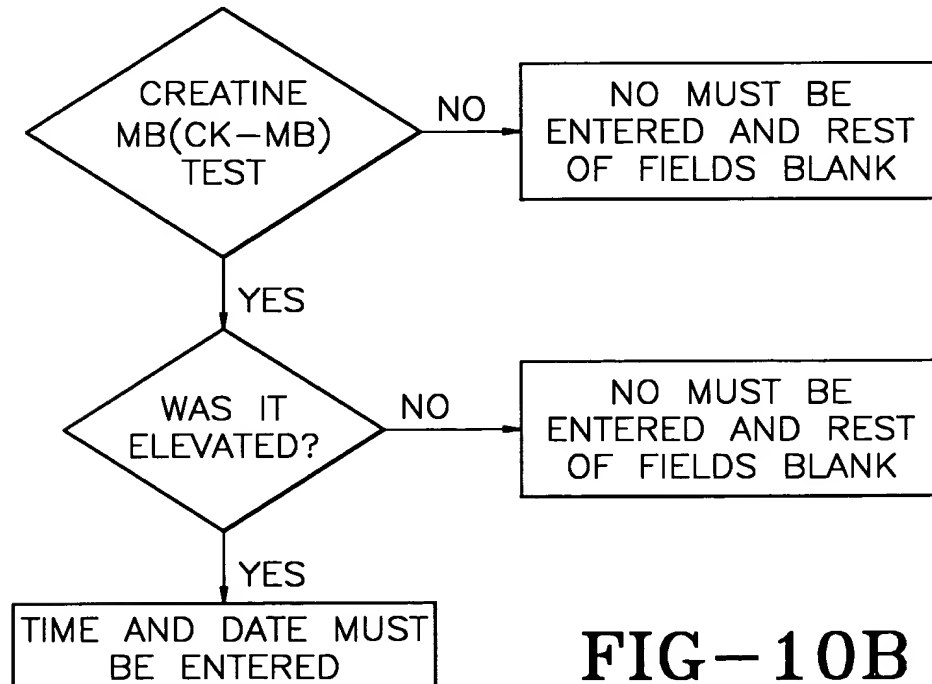 CREATINE
MB(CK-MB)
TEST
NO
NO MUST BE
ENTERED AND REST
OF FIELDS BLANK
YES
WAS IT
ELEVATED?
NO
NO MUST BE
ENTERED AND REST
OF FIELDS BLANK
YES
TIME AND DATE MUST
BE ENTERED
FIG-10B